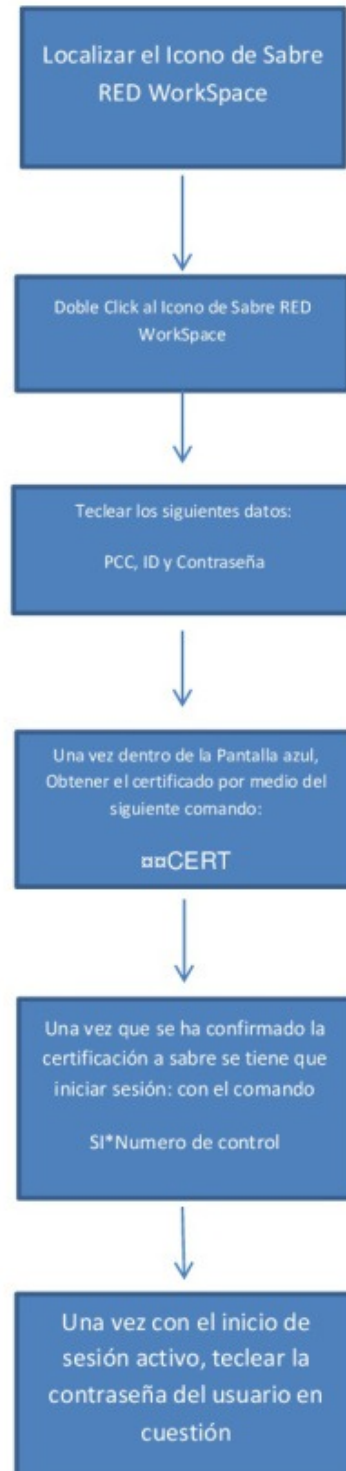 Localizar el Icono de Sabre
RED WorkSpace
Doble Click al Icono de Sabre RED
WorkSpace
Teclear los siguientes datos:
PCC, ID y Contraseña
Una vez dentro de la Pantalla azul,
Obtener el certificado por medio del
siguiente comando:
¤¤CERT
Una vez que se ha confirmado la
certificación a sabre se tiene que
iniciar sesión: con el comando
SI*Numero de control
Una vez con el inicio de
sesión activo, teclear la
contraseña del usuario en
cuestión